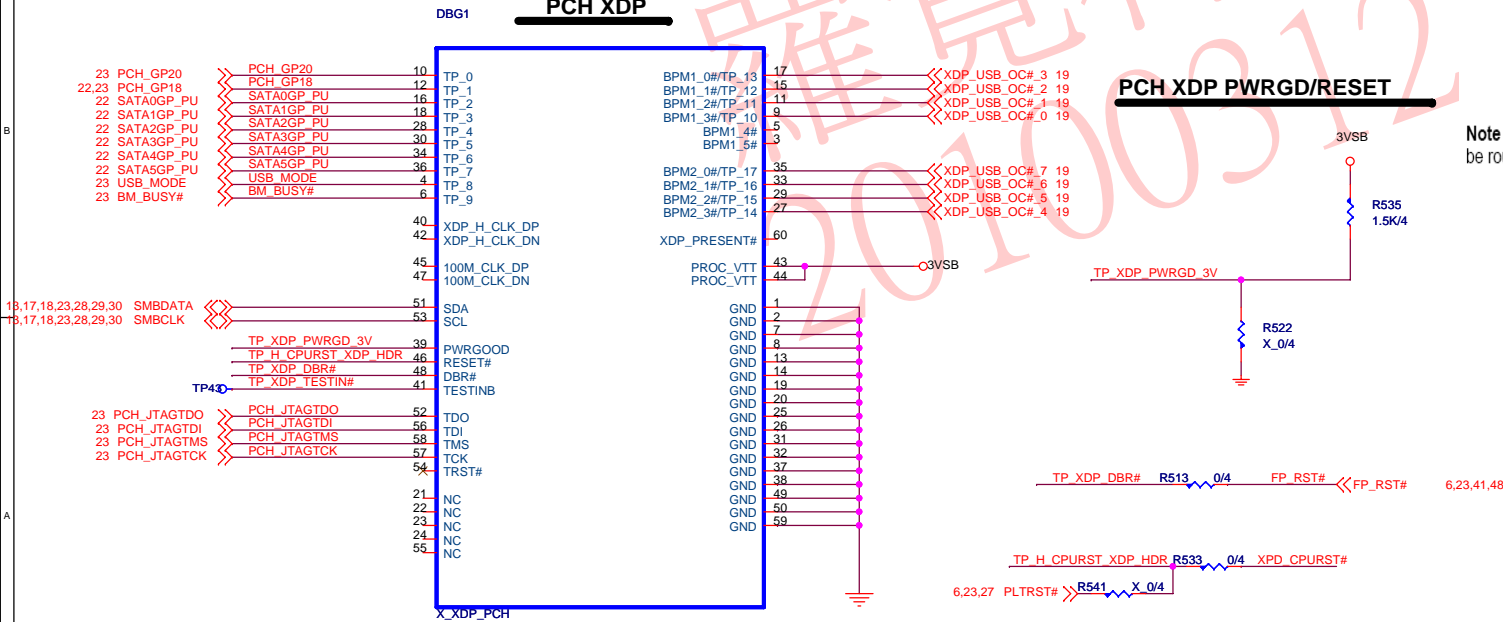 PCH XDP
DBG1
23 PCH_GP20 PCH_GP20 10 TP_0
22,23 PCH_GP18 PCH_GP18 12 TP_1
22 SATA0GP_PU SATA0GP_PU 16 TP_2
22 SATA1GP_PU SATA1GP_PU 18 TP_3
22 SATA2GP_PU SATA2GP_PU 28 TP_4
22 SATA3GP_PU SATA3GP_PU 30 TP_5
22 SATA4GP_PU SATA4GP_PU 34 TP_6
22 SATA5GP_PU SATA5GP_PU 36 TP_7
23 USB_MODE USB_MODE 4 TP_8
23 BM_BUSY# BM_BUSY# 6 TP_9
40 XDP_H_CLK_DP
42 XDP_H_CLK_DN
45 100M_CLK_DP
47 100M_CLK_DN
13,17,18,23,28,29,30 SMBDATA 51 SDA
13,17,18,23,28,29,30 SMBCLK 53 SCL
TP_XDP_PWRGD_3V 39 PWRGOOD
TP_H_CPURST_XDP_HDR 46 RESET#
TP_XDP_DBR# 48 DBR#
TP43 TP_XDP_TESTIN# 41 TESTINB
23 PCH_JTAGTDO PCH_JTAGTDO 52 TDO
23 PCH_JTAGTDI PCH_JTAGTDI 56 TDI
23 PCH_JTAGTMS PCH_JTAGTMS 58 TMS
23 PCH_JTAGTCK PCH_JTAGTCK 57 TCK
54 TRST#
21 NC
22 NC
23 NC
24 NC
55 NC
X_XDP_PCH
BPM1_0#/TP_13 17 XDP_USB_OC#_3 19
BPM1_1#/TP_12 15 XDP_USB_OC#_2 19
BPM1_2#/TP_11 11 XDP_USB_OC#_1 19
BPM1_3#/TP_10 9 XDP_USB_OC#_0 19
BPM1_4# 5
BPM1_5# 3
BPM2_0#/TP_17 35 XDP_USB_OC#_7 19
BPM2_1#/TP_16 33 XDP_USB_OC#_6 19
BPM2_2#/TP_15 29 XDP_USB_OC#_5 19
BPM2_3#/TP_14 27 XDP_USB_OC#_4 19
XDP_PRESENT# 60
PROC_VTT 43 3VSB
PROC_VTT 44
GND 1
GND 2
GND 7
GND 8
GND 13
GND 14
GND 19
GND 20
GND 25
GND 26
GND 31
GND 32
GND 37
GND 38
GND 49
GND 50
GND 59
PCH XDP PWRGD/RESET
3VSB
R535
1.5K/4
TP_XDP_PWRGD_3V
R522
X_0/4
TP_XDP_DBR# R513 0/4 FP_RST# FP_RST# 6,23,41,48
TP_H_CPURST_XDP_HDR R533 0/4 XPD_CPURST#
6,23,27 PLTRST# R541 X_0/4
Note
be
B
A
20100312
羅